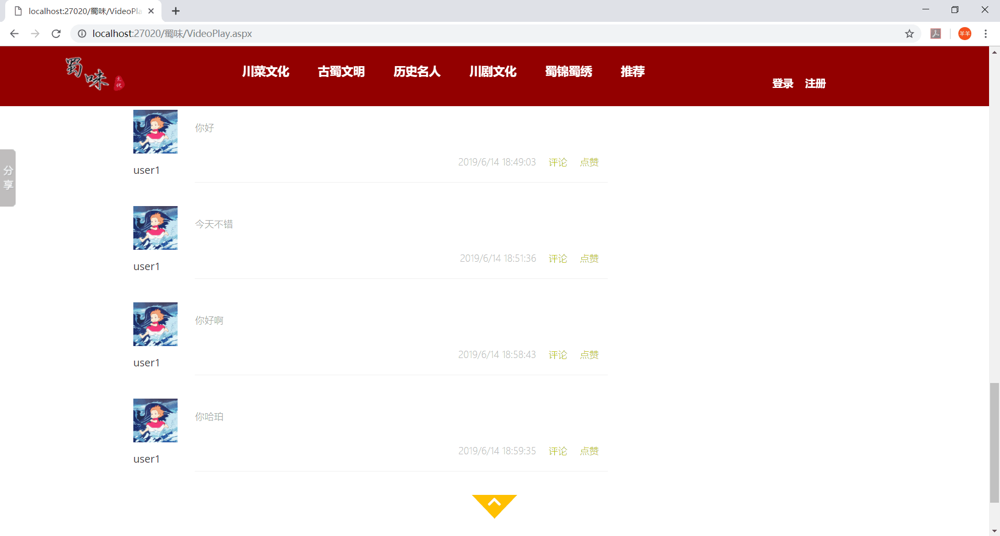 localhost:27020/蜀味/VideoPla
localhost:27020/蜀味/VideoPlay.aspx
羊羊
蜀味
文化
川菜文化 古蜀文明 历史名人 川剧文化 蜀锦蜀绣 推荐
登录 注册
分享
你好
2019/6/14 18:49:03 评论 点赞
user1
今天不错
2019/6/14 18:51:36 评论 点赞
user1
你好啊
2019/6/14 18:58:43 评论 点赞
user1
你哈珀
2019/6/14 18:59:35 评论 点赞
user1